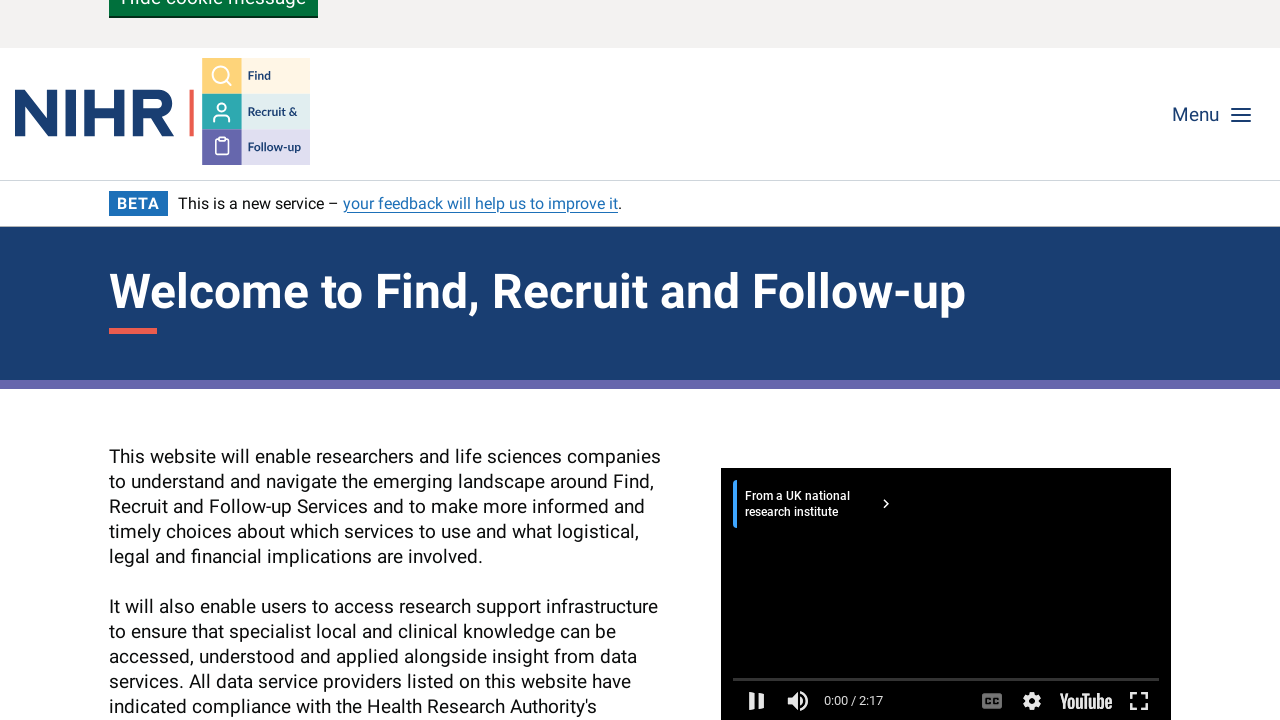 Hide cookie message
NIHR
Find
Recruit &
Follow-up
Menu
BETA This is a new service – your feedback will help us to improve it.
Welcome to Find, Recruit and Follow-up
This website will enable researchers and life sciences companies
to understand and navigate the emerging landscape around Find,
Recruit and Follow-up Services and to make more informed and
timely choices about which services to use and what logistical,
legal and financial implications are involved.
It will also enable users to access research support infrastructure
to ensure that specialist local and clinical knowledge can be
accessed, understood and applied alongside insight from data
services. All data service providers listed on this website have
indicated compliance with the Health Research Authority's
From a UK national
research institute
0:00 / 2:17
CC
YouTube